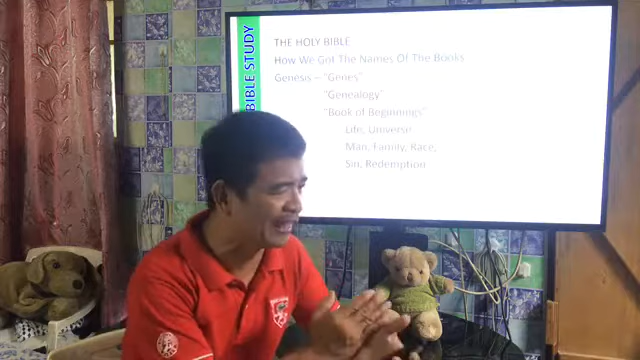 BIBLE STUDY
THE HOLY BIBLE
How We Got The Names Of The Books
Genesis – "Genes"
"Genealogy"
"Book of Beginnings"
Life, Universe
Man, Family, Race,
Sin, Redemption